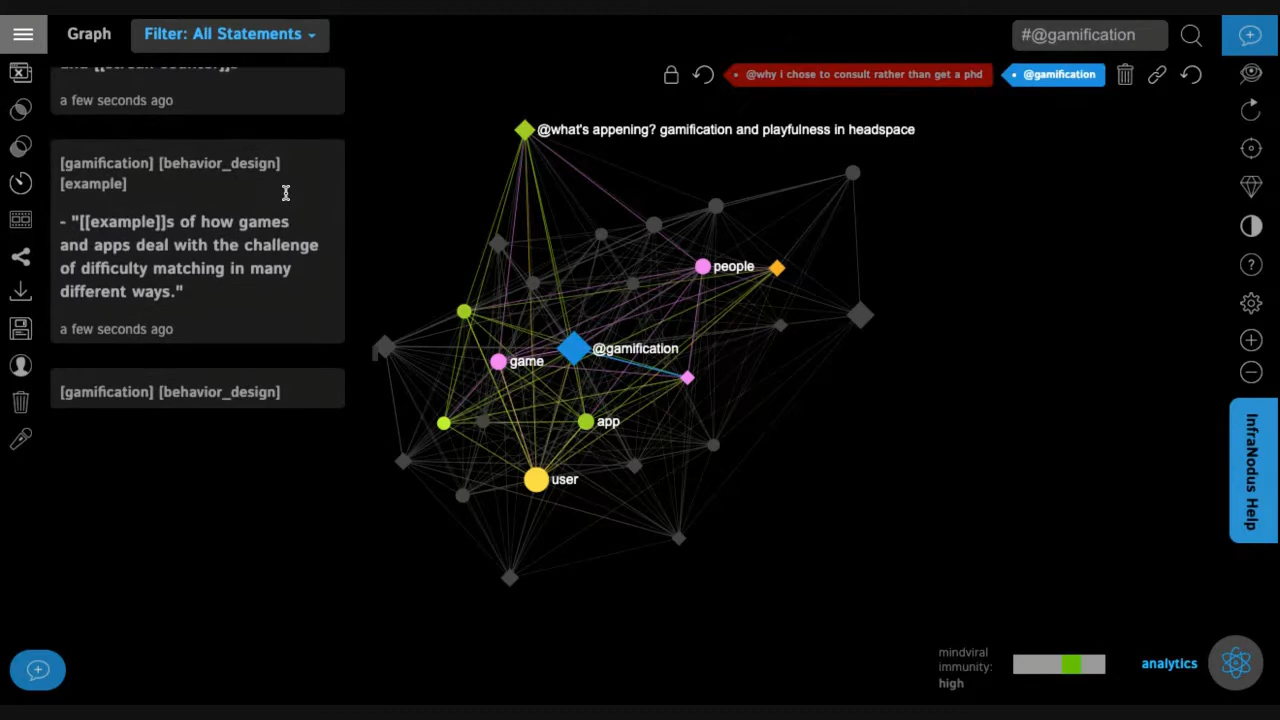 Graph
Filter: All Statements
#@gamification
@why i chose to consult rather than get a phd
@gamification
a few seconds ago
[gamification] [behavior_design]
[example]
- "[[example]]s of how games
and apps deal with the challenge
of difficulty matching in many
different ways."
a few seconds ago
[gamification] [behavior_design]
@what's appening? gamification and playfulness in headspace
people
@gamification
game
app
user
InfraNodus Help
mindviral
immunity:
high
analytics